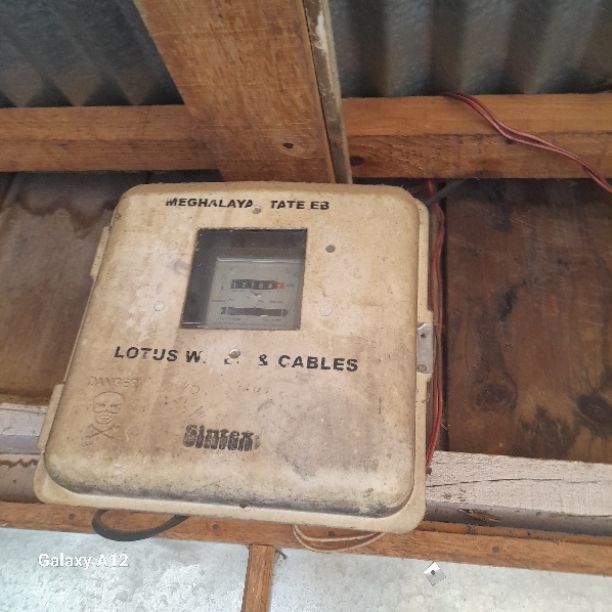 MEGHALAYA TATE EB
LOTUS W & CABLES
DANGER
Sintex
Galaxy A12